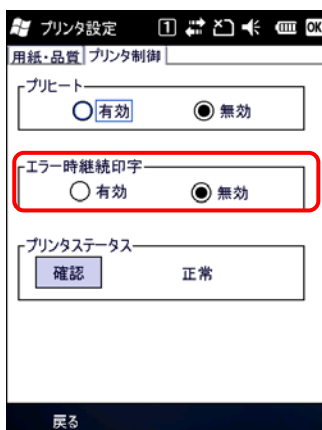 プリンタ設定 1 OK
用紙・品質 プリンタ制御
プリヒート
有効 無効
エラー時継続印字
有効 無効
プリンタステータス
確認 正常
戻る